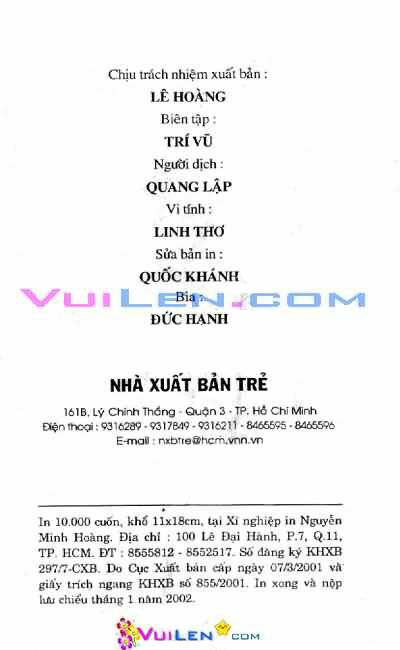 Chịu trách nhiệm xuất bản :
LÊ HOÀNG
Biên tập :
TRÍ VŨ
Người dịch :
QUANG LẬP
Vi tính :
LINH THƠ
Sửa bản in :
QUỐC KHÁNH
VuiLen.com
Bìa :
ĐỨC HẠNH
NHÀ XUẤT BẢN TRẺ
161B, Lý Chính Thắng - Quận 3 - TP. Hồ Chí Minh
Điện thoại : 9316289 - 9317849 - 9316211 - 8465595 - 8465596
E-mail : nxbtre@hcm.vnn.vn
In 10.000 cuốn, khổ 11x18cm, tại Xí nghiệp in Nguyễn
Minh Hoàng. Địa chỉ : 100 Lê Đại Hành, P.7, Q.11,
TP. HCM. ĐT : 8555812 - 8552517. Số đăng ký KHXB
297/7-CXB. Do Cục Xuất bản cấp ngày 07/3/2001 và
giấy trích ngang KHXB số 855/2001. In xong và nộp
lưu chiểu tháng 1 năm 2002.
VuiLen.com